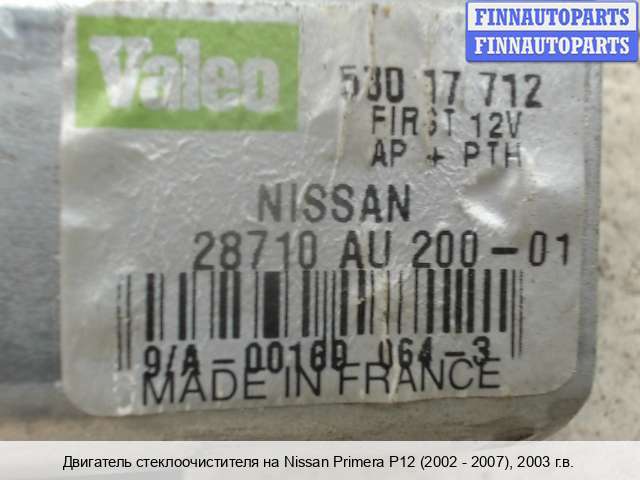 FINNAUTOPARTS
FINNAUTOPARTS
Valeo
530 17 712
FIRST 12V
AP + PTH
NISSAN
28710 AU 200-01
9/A-00160 064-3
MADE IN FRANCE
Двигатель стеклоочистителя на Nissan Primera P12 (2002 - 2007), 2003 г.в.